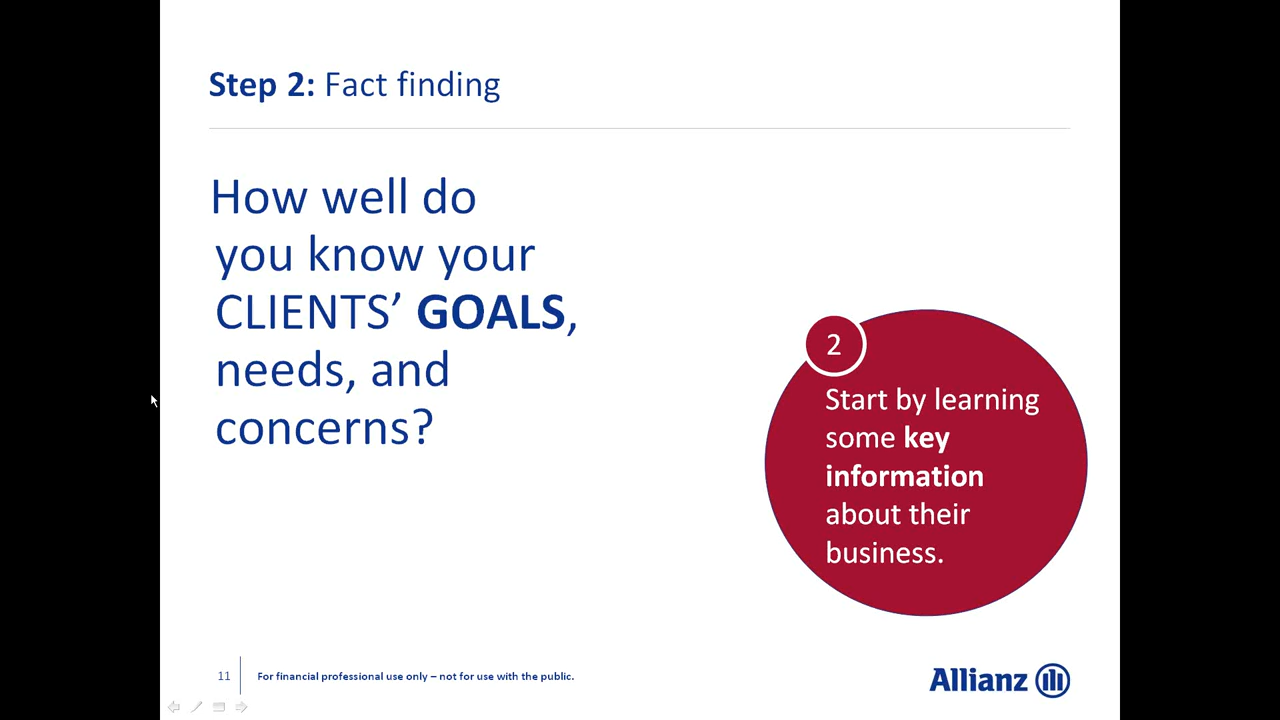 Step 2: Fact finding
How well do
you know your
CLIENTS’ GOALS,
needs, and
concerns?
2
Start by learning
some key
information
about their
business.
11
For financial professional use only – not for use with the public.
Allianz